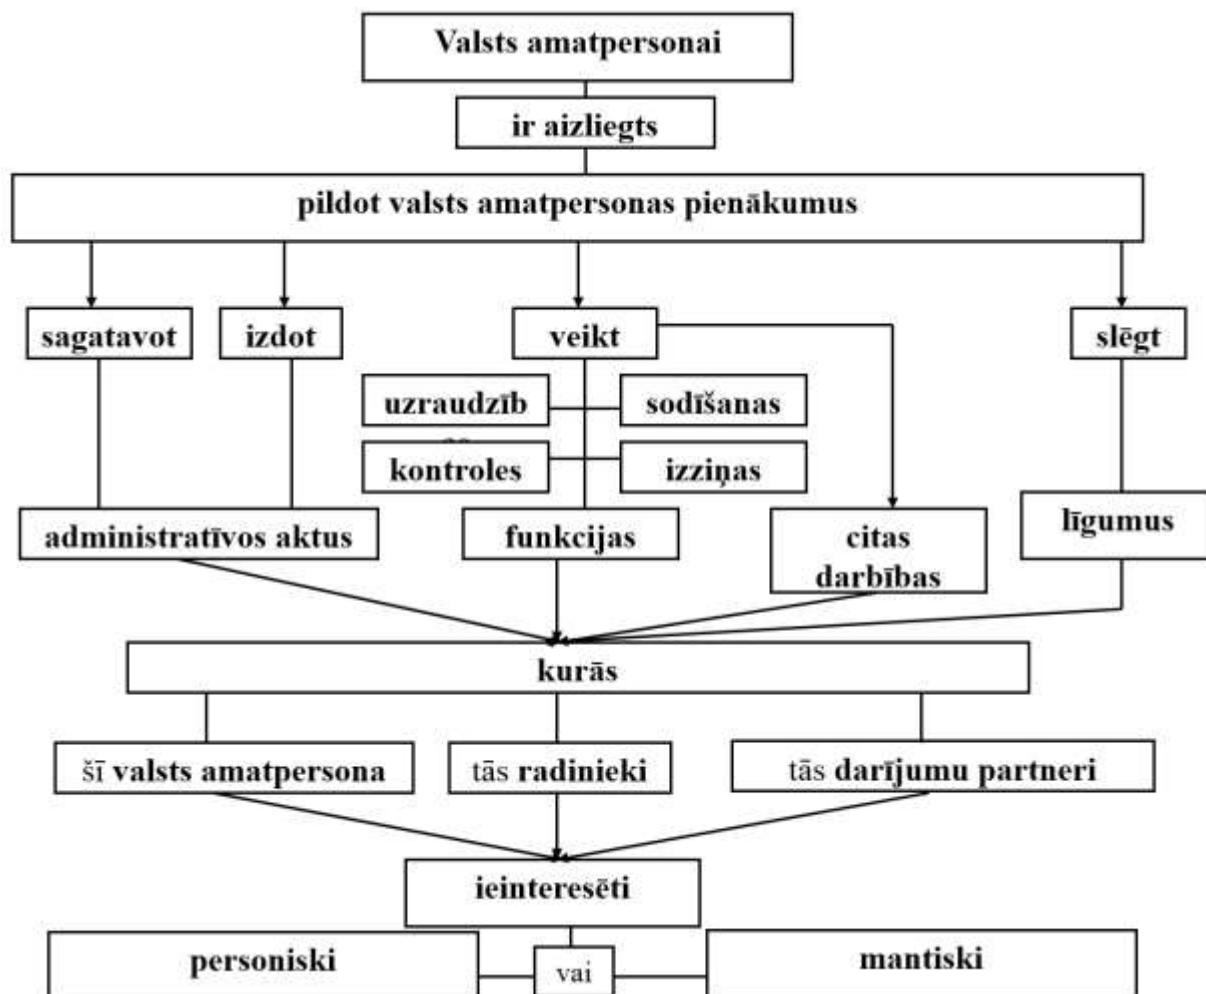 Valsts amatpersonai
ir aizliegts
pildot valsts amatpersonas pienākumus
sagatavot
izdot
veikt
slēgt
uzraudzīb
sodīšanas
kontroles
izziņas
administratīvos aktus
funkcijas
citas
darbības
līgumus
kurās
šī valsts amatpersona
tās radinieki
tās darījumu partneri
ieinteresēti
personiski
vai
mantiski